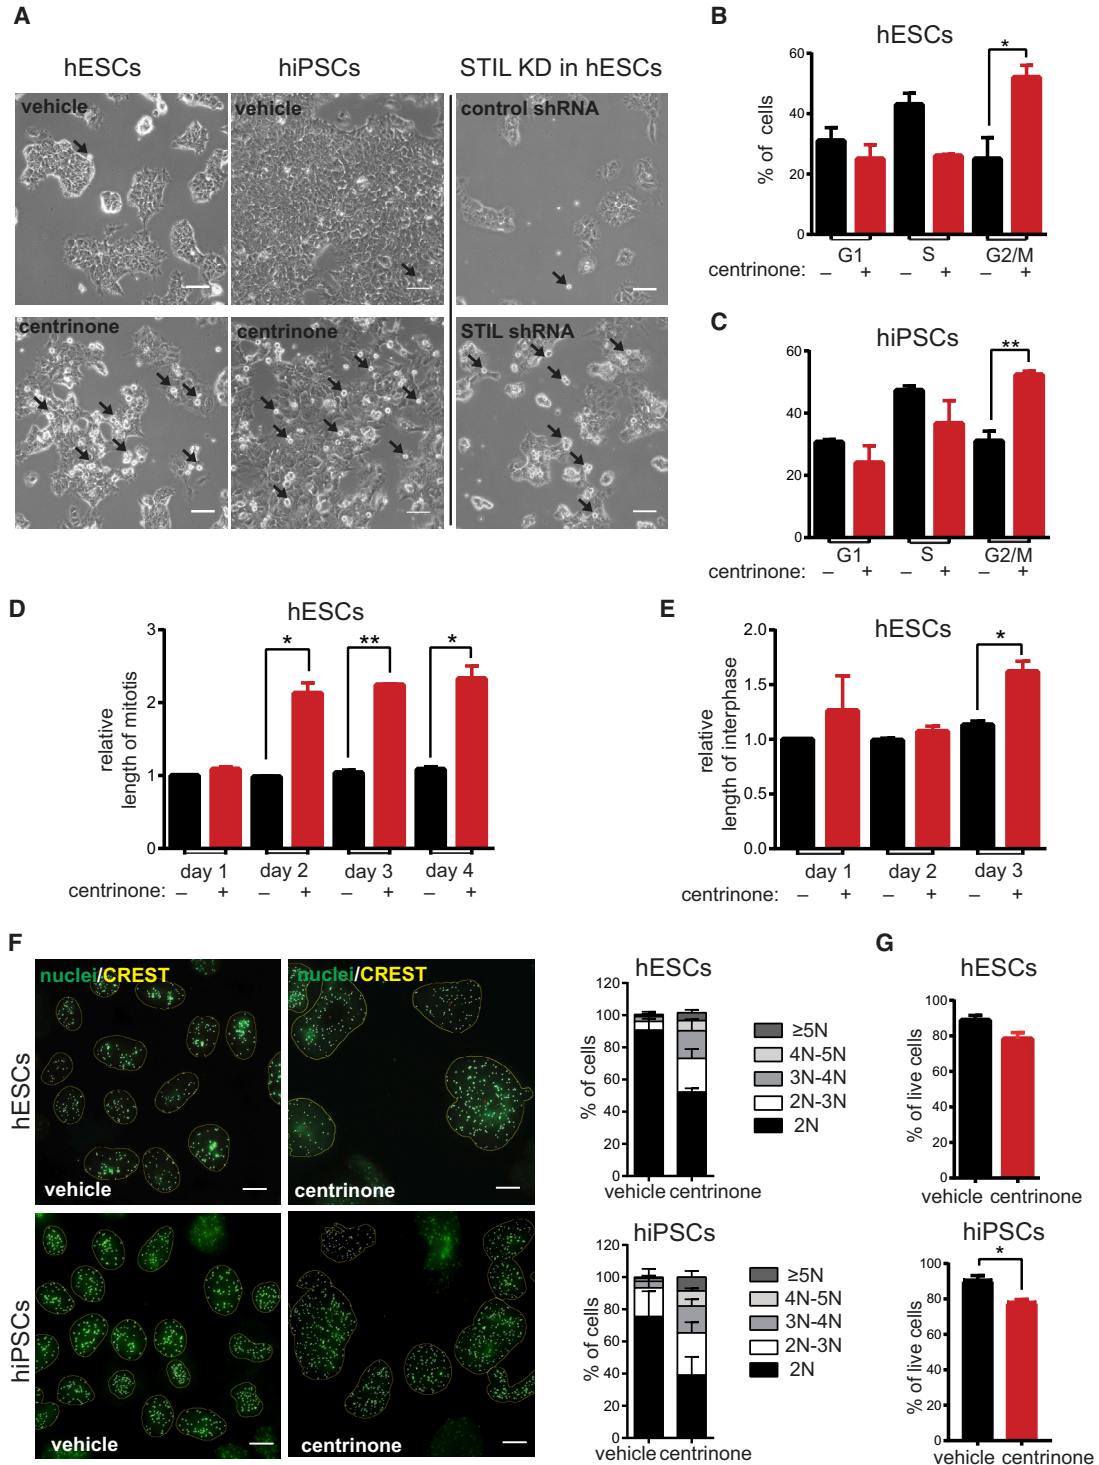 A
hESCs
hiPSCs
STIL KD in hESCs
vehicle
vehicle
control shRNA
centrinone
centrinone
STIL shRNA
B
hESCs
% of cells
60
40
20
0
*
G1
S
G2/M
centrinone: – + – + – +
C
hiPSCs
60
40
20
0
**
G1
S
G2/M
centrinone: – + – + – +
D
hESCs
relative
length of mitotis
3
2
1
0
*
**
*
day 1
day 2
day 3
day 4
centrinone: – + – + – + – +
E
hESCs
relative
length of interphase
2.0
1.5
1.0
0.5
0.0
*
day 1
day 2
day 3
centrinone: – + – + – +
F
hESCs
nuclei/CREST
nuclei/CREST
vehicle
centrinone
hiPSCs
vehicle
centrinone
hESCs
% of cells
120
100
80
60
40
20
0
vehicle centrinone
≥5N
4N-5N
3N-4N
2N-3N
2N
hiPSCs
% of cells
120
100
80
60
40
20
0
vehicle centrinone
≥5N
4N-5N
3N-4N
2N-3N
2N
G
hESCs
% of live cells
100
80
60
40
20
0
vehicle centrinone
hiPSCs
% of live cells
100
80
60
40
20
0
*
vehicle centrinone